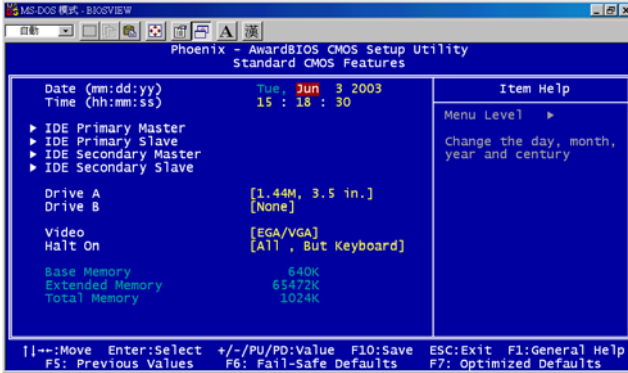 MS-DOS 模式 - BIOSVIEW
自動
A 漢
Phoenix - AwardBIOS CMOS Setup Utility
Standard CMOS Features
Date (mm:dd:yy) Tue, Jun 3 2003
Time (hh:mm:ss) 15 : 18 : 30
▶ IDE Primary Master
▶ IDE Primary Slave
▶ IDE Secondary Master
▶ IDE Secondary Slave
Drive A [1.44M, 3.5 in.]
Drive B [None]
Video [EGA/VGA]
Halt On [All , But Keyboard]
Base Memory 640K
Extended Memory 65472K
Total Memory 1024K
Item Help
Menu Level ▶
Change the day, month,
year and century
↑↓→←:Move Enter:Select +/-/PU/PD:Value F10:Save ESC:Exit F1:General Help
F5: Previous Values F6: Fail-Safe Defaults F7: Optimized Defaults